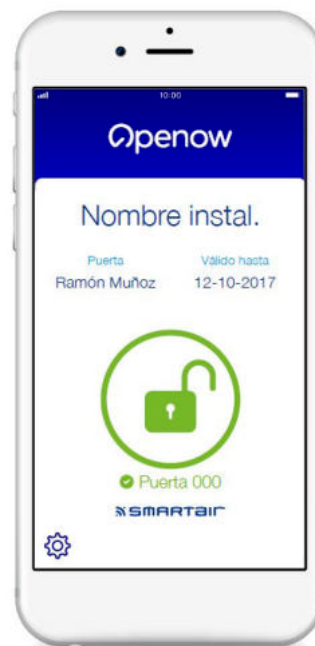 10:00
Openow
Nombre instal.
Puerta Válido hasta
Ramón Muñoz 12-10-2017
Puerta 000
SMARTair